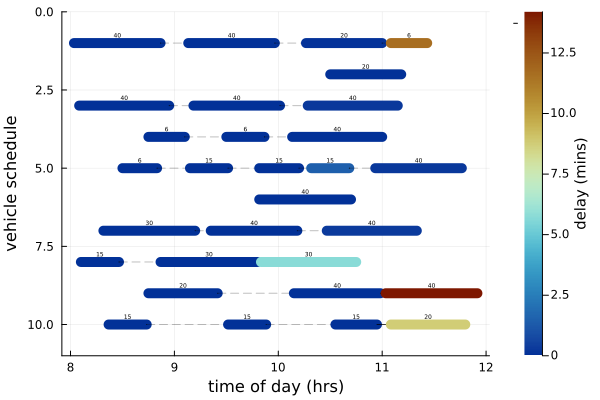 0.0
2.5
5.0
7.5
10.0
vehicle schedule
40 40 20 6
20
40 40 40
6 6 40
6 15 15 15 40
40
30 40 40
15 30 30
20 40 40
15 15 15 20
8 9 10 11 12
time of day (hrs)
12.5
10.0
7.5
5.0
2.5
0
delay (mins)